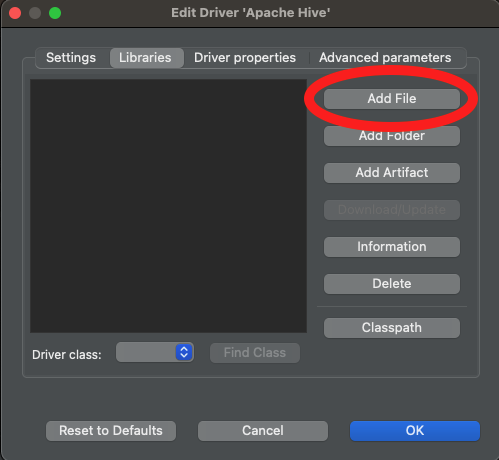 Edit Driver 'Apache Hive'
Settings Libraries Driver properties Advanced parameters
Add File
Add Folder
Add Artifact
Download/Update
Information
Delete
Classpath
Driver class: Find Class
Reset to Defaults Cancel OK